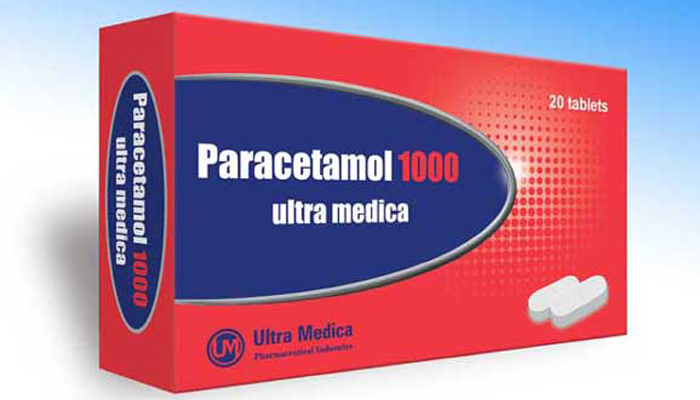 Paracetamol 1000
ultra medica
20 tablets
Paracetamol 1000
ultra medica
UM
Ultra Medica
Pharmaceutical Industries